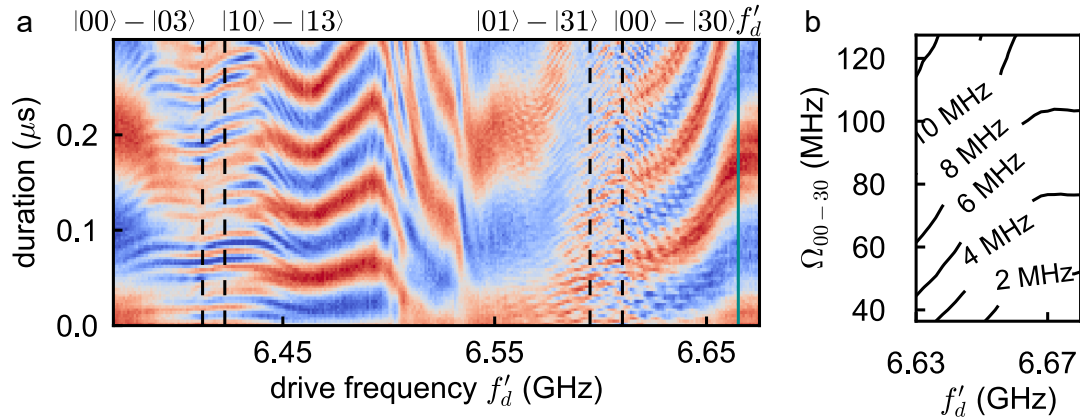 a
|00⟩ − |03⟩ |10⟩ − |13⟩ |01⟩ − |31⟩ |00⟩ − |30⟩ f′d
duration (μs)
0.2
0.1
0.0
6.45 6.55 6.65
drive frequency f′d (GHz)
b
Ω00−30 (MHz)
120
100
80
60
40
10 MHz
8 MHz
6 MHz
4 MHz
2 MHz
6.63 6.67
f′d (GHz)